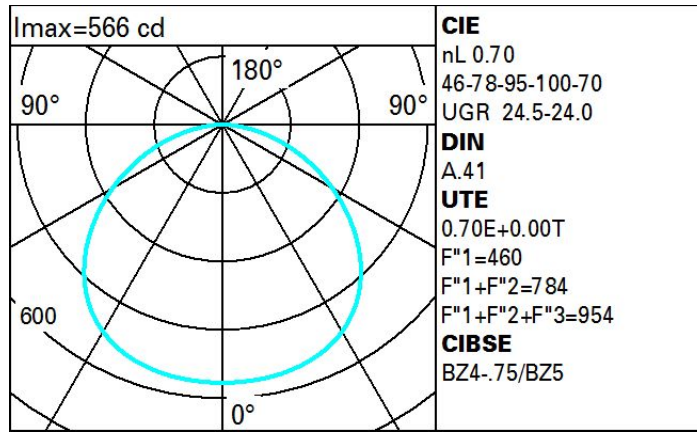 Imax=566 cd
180°
90°
90°
600
0°
CIE
nL 0.70
46-78-95-100-70
UGR 24.5-24.0
DIN
A.41
UTE
0.70E+0.00T
F"1=460
F"1+F"2=784
F"1+F"2+F"3=954
CIBSE
BZ4-.75/BZ5